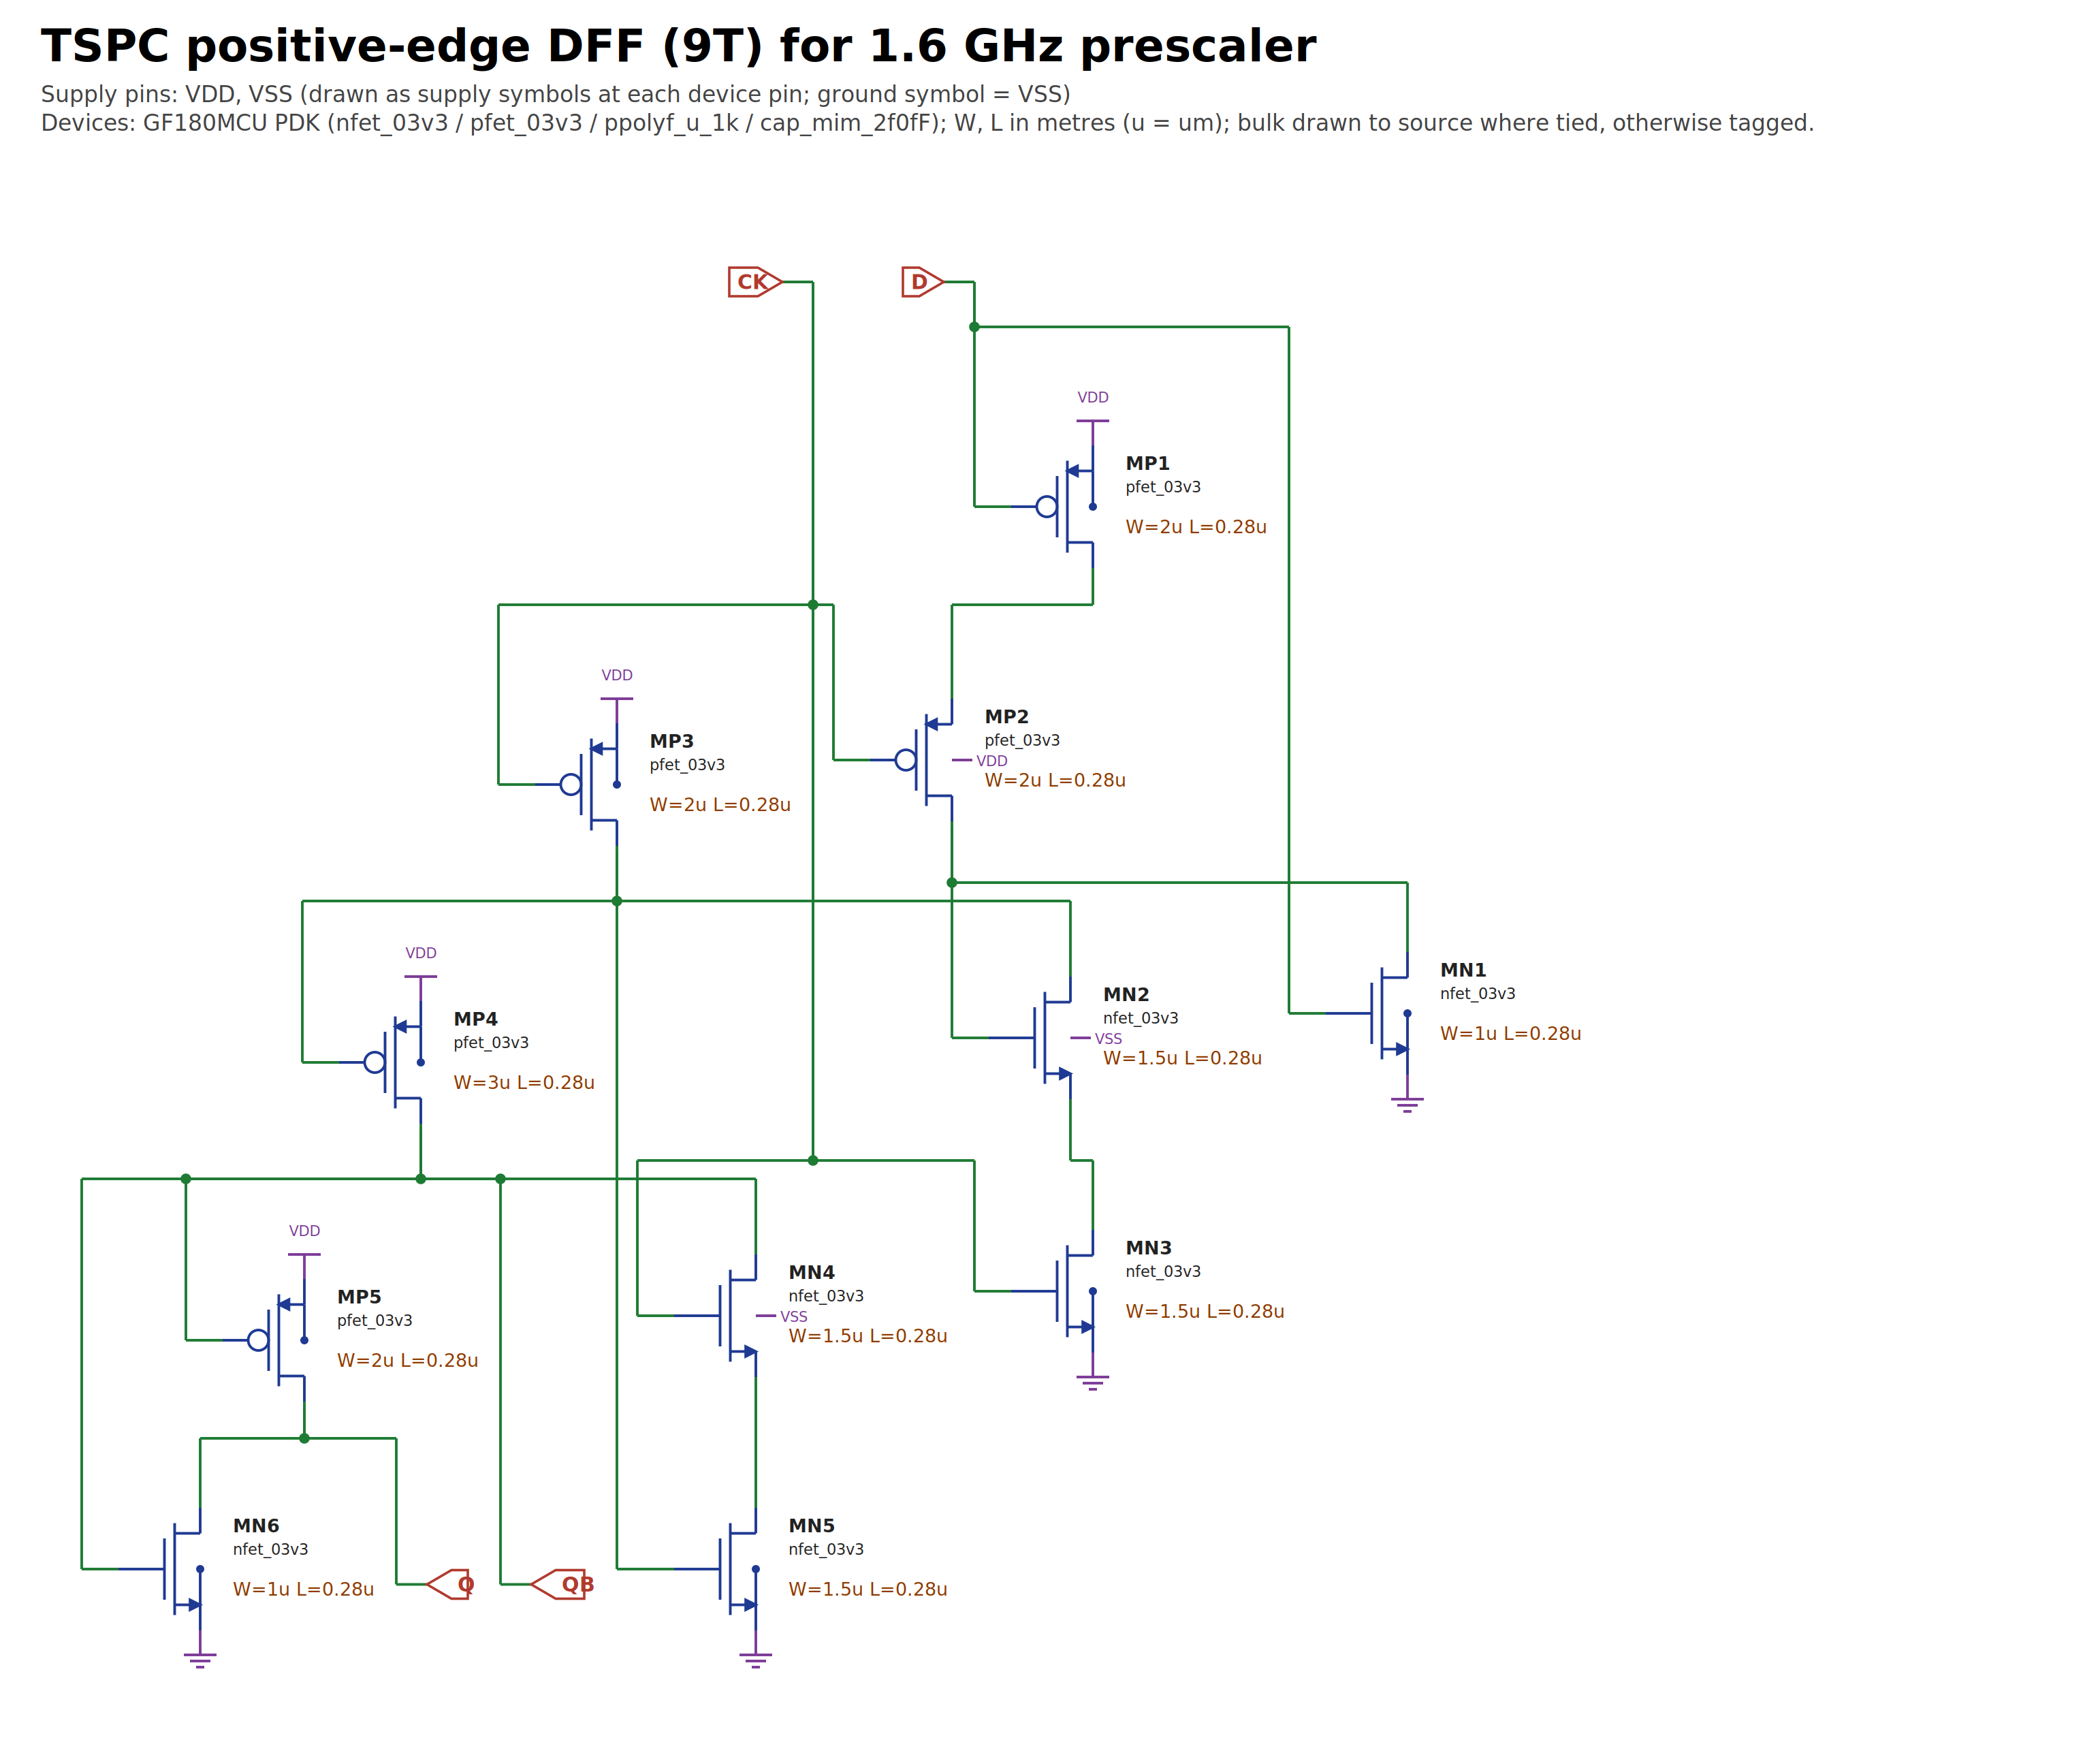 TSPC positive-edge DFF (9T) for 1.6 GHz prescaler
Supply pins: VDD, VSS (drawn as supply symbols at each device pin; ground symbol = VSS)
Devices: GF180MCU PDK (nfet_03v3 / pfet_03v3 / ppolyf_u_1k / cap_mim_2f0fF); W, L in metres (u = um); bulk drawn to source where tied, otherwise tagged.
CK
D
VDD
MP1
pfet_03v3
W=2u L=0.28u
VDD
MP3
pfet_03v3
W=2u L=0.28u
MP2
pfet_03v3
VDD
W=2u L=0.28u
VDD
MP4
pfet_03v3
W=3u L=0.28u
MN2
nfet_03v3
VSS
W=1.5u L=0.28u
MN1
nfet_03v3
W=1u L=0.28u
VDD
MP5
pfet_03v3
W=2u L=0.28u
MN4
nfet_03v3
VSS
W=1.5u L=0.28u
MN3
nfet_03v3
W=1.5u L=0.28u
MN6
nfet_03v3
W=1u L=0.28u
Q
QB
MN5
nfet_03v3
W=1.5u L=0.28u